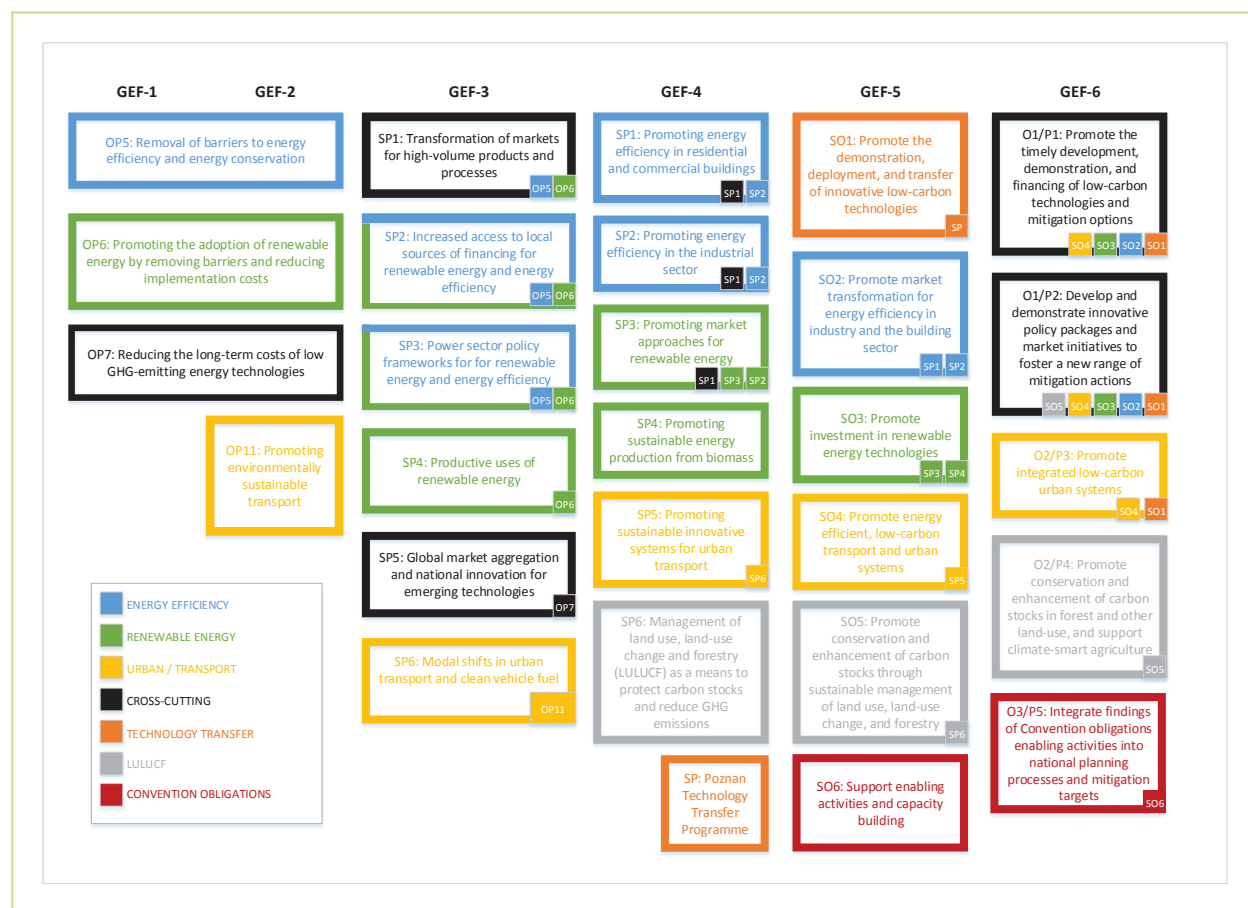 GEF-1
GEF-2
GEF-3
GEF-4
GEF-5
GEF-6
OP5: Removal of barriers to energy
efficiency and energy conservation
OP6: Promoting the adoption of renewable
energy by removing barriers and reducing
implementation costs
OP7: Reducing the long-term costs of low
GHG-emitting energy technologies
OP11: Promoting
environmentally
sustainable
transport
ENERGY EFFICIENCY
RENEWABLE ENERGY
URBAN / TRANSPORT
CROSS-CUTTING
TECHNOLOGY TRANSFER
LULUCF
CONVENTION OBLIGATIONS
SP1: Transformation of markets
for high-volume products and
processes
OP5 OP6
SP2: Increased access to local
sources of financing for
renewable energy and energy
efficiency
OP5 OP6
SP3: Power sector policy
frameworks for for renewable
energy and energy efficiency
OP5 OP6
SP4: Productive uses of
renewable energy
OP6
SP5: Global market aggregation
and national innovation for
emerging technologies
OP7
SP6: Modal shifts in urban
transport and clean vehicle fuel
OP11
SP1: Promoting energy
efficiency in residential
and commercial buildings
SP1 SP2
SP2: Promoting energy
efficiency in the industrial
sector
SP1 SP2
SP3: Promoting market
approaches for
renewable energy
SP1 SP3 SP2
SP4: Promoting
sustainable energy
production from biomass
SP5: Promoting
sustainable innovative
systems for urban
transport
SP6
SP6: Management of
land use, land-use
change and forestry
(LULUCF) as a means to
protect carbon stocks
and reduce GHG
emissions
SP: Poznan
Technology
Transfer
Programme
SO1: Promote the
demonstration,
deployment, and transfer
of innovative low-carbon
technologies
SP
SO2: Promote market
transformation for
energy efficiency in
industry and the building
sector
SP1 SP2
SO3: Promote
investment in renewable
energy technologies
SP3 SP4
SO4: Promote energy
efficient, low-carbon
transport and urban
systems
SP5
SO5: Promote
conservation and
enhancement of carbon
stocks through
sustainable management
of land use, land-use
change, and forestry
SP6
SO6: Support enabling
activities and capacity
building
O1/P1: Promote the
timely development,
demonstration, and
financing of low-carbon
technologies and
mitigation options
SO4 SO3 SO2 SO1
O1/P2: Develop and
demonstrate innovative
policy packages and
market initiatives to
foster a new range of
mitigation actions
SO5 SO4 SO3 SO2 SO1
O2/P3: Promote
integrated low-carbon
urban systems
SO4 SO1
O2/P4: Promote
conservation and
enhancement of carbon
stocks in forest and other
land-use, and support
climate-smart agriculture
SO5
O3/P5: Integrate findings
of Convention obligations
enabling activities into
national planning
processes and mitigation
targets
SO6